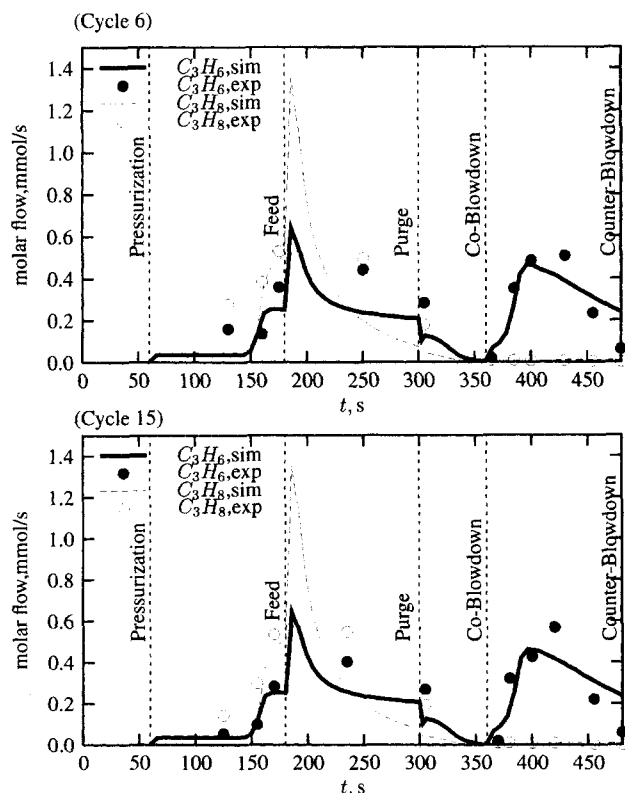 (Cycle 6)
1.4
1.2
1.0
0.8
0.6
0.4
0.2
0.0
molar flow,mmol/s
C₃H₆,sim
C₃H₆,exp
C₃H₈,sim
C₃H₈,exp
Pressurization
Feed
Purge
Co-Blowdown
Counter-Blowdown
0 50 100 150 200 250 300 350 400 450
t, s
(Cycle 15)
1.4
1.2
1.0
0.8
0.6
0.4
0.2
0.0
molar flow,mmol/s
C₃H₆,sim
C₃H₆,exp
C₃H₈,sim
C₃H₈,exp
Pressurization
Feed
Purge
Co-Blowdown
Counter-Blowdown
0 50 100 150 200 250 300 350 400 450
t, s